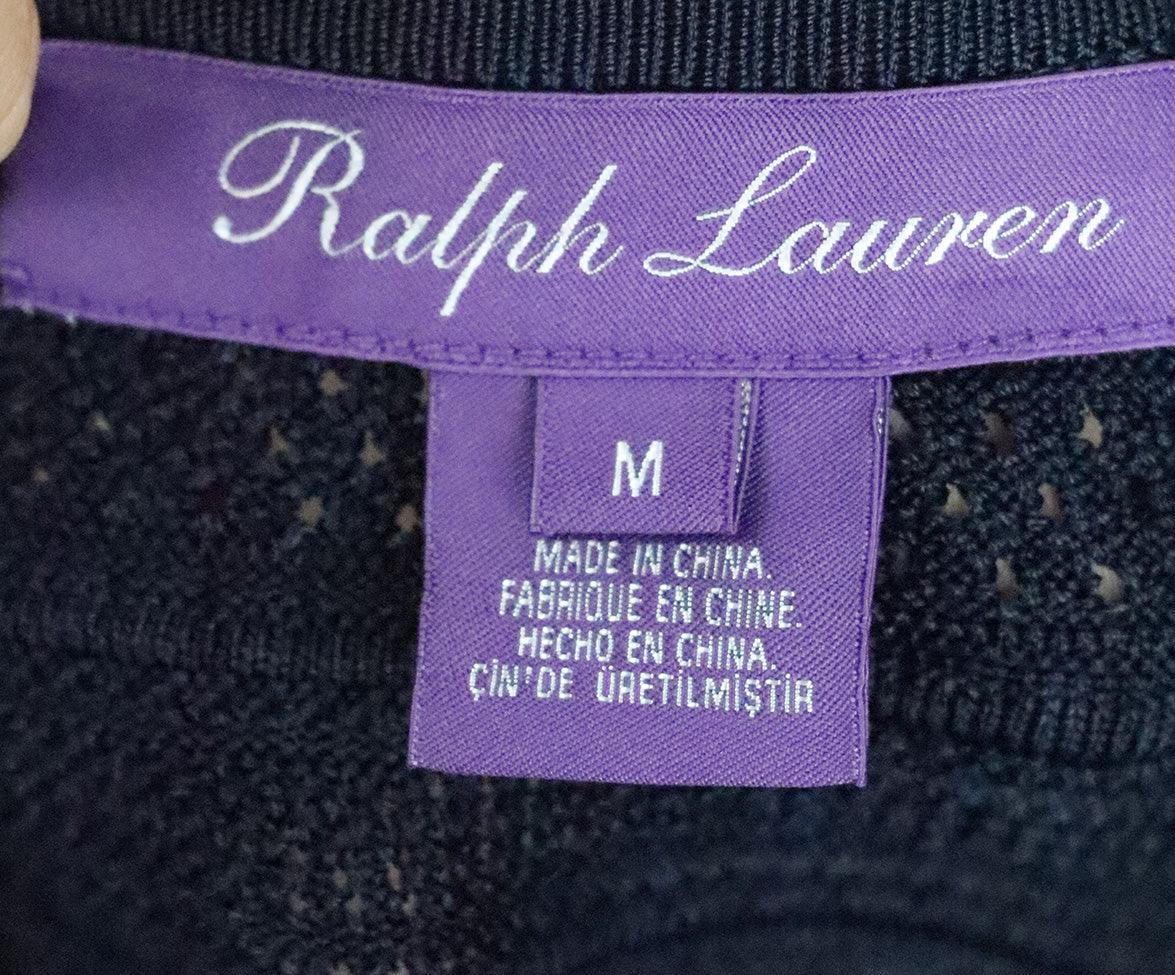 Ralph Lauren
M
MADE IN CHINA.
FABRIQUE EN CHINE.
HECHO EN CHINA.
ÇİN'DE ÜRETİLMİŞTİR